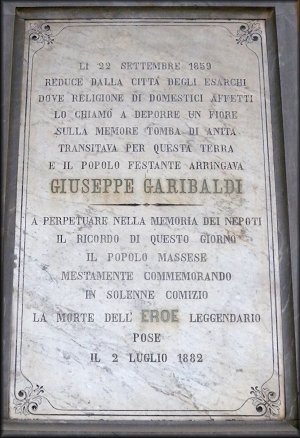 LI 22 SETTEMBRE 1859
REDUCE DALLA CITTÁ DEGLI ESARCHI
DOVE RELIGIONE DI DOMESTICI AFFETTI
LO CHIAMÒ A DEPORRE UN FIORE
SULLA MEMORE TOMBA DI ANITA
TRANSITAVA PER QUESTA TERRA
E IL POPOLO FESTANTE ARRINGAVA
GIUSEPPE GARIBALDI
A PERPETUARE NELLA MEMORIA DEI NEPOTI
IL RICORDO DI QUESTO GIORNO
IL POPOLO MASSESE
MESTAMENTE COMMEMORANDO
IN SOLENNE COMIZIO
LA MORTE DELL' EROE LEGGENDARIO
POSE
IL 2 LUGLIO 1882